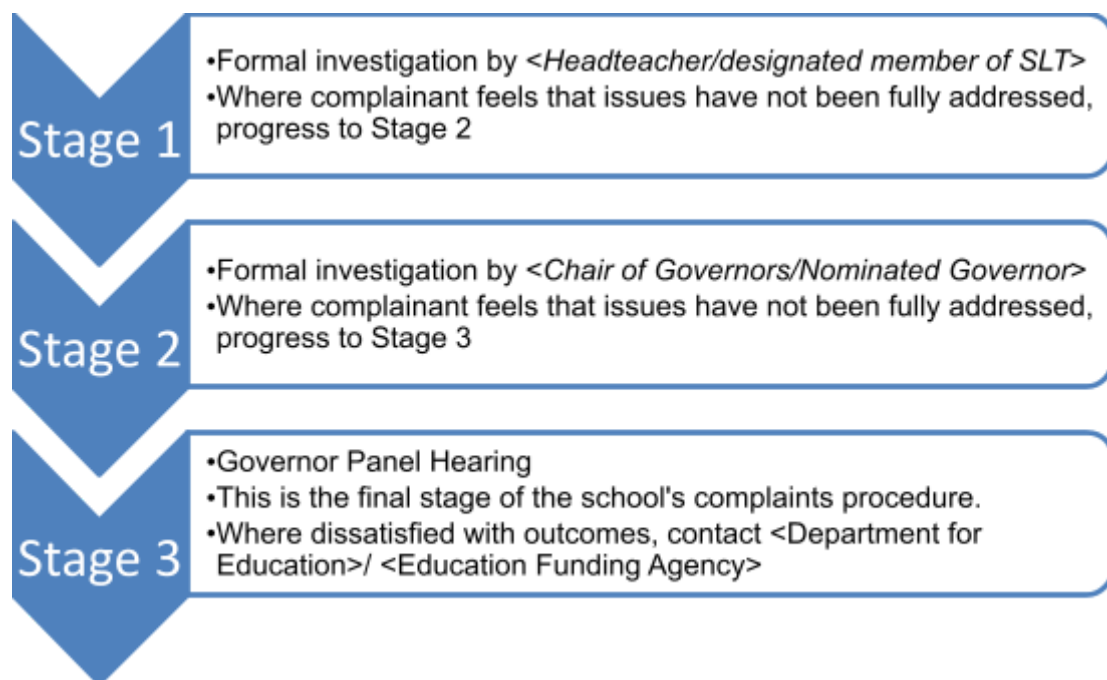 Stage 1
•Formal investigation by <Headteacher/designated member of SLT>
•Where complainant feels that issues have not been fully addressed,
progress to Stage 2
Stage 2
•Formal investigation by <Chair of Governors/Nominated Governor>
•Where complainant feels that issues have not been fully addressed,
progress to Stage 3
Stage 3
•Governor Panel Hearing
•This is the final stage of the school's complaints procedure.
•Where dissatisfied with outcomes, contact <Department for
Education>/ <Education Funding Agency>